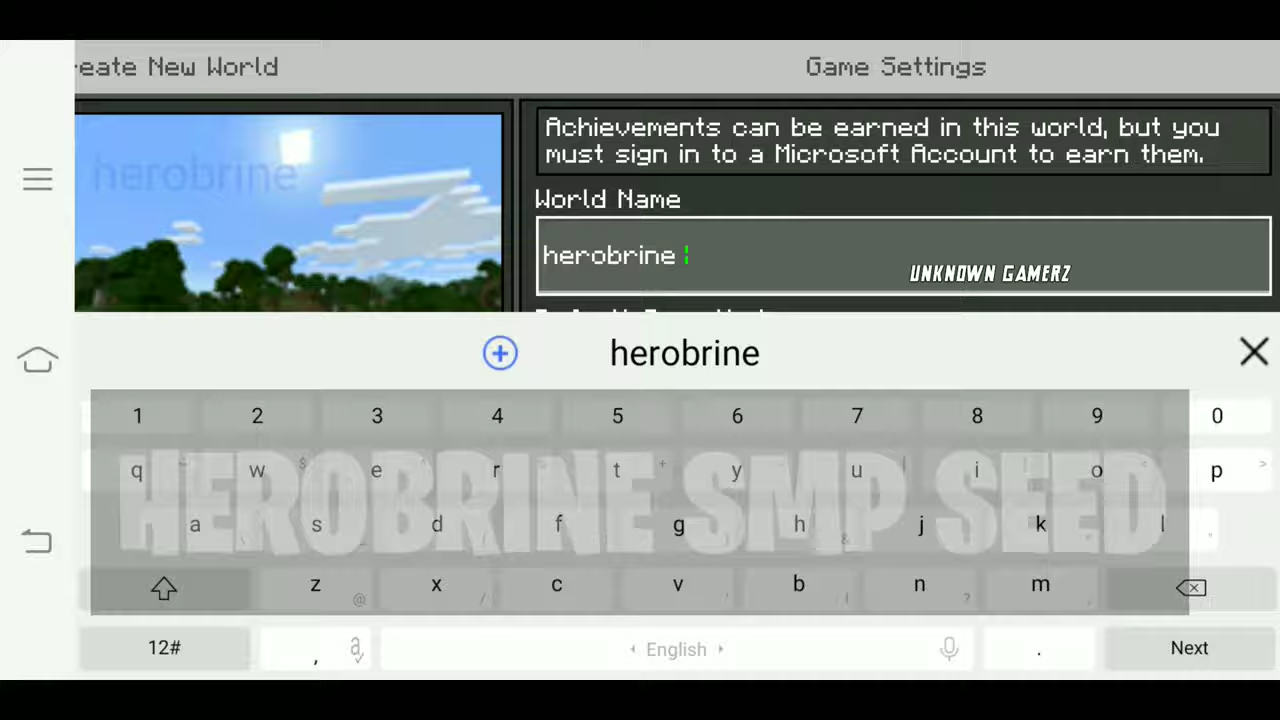 reate New World
Game Settings
herobrine
Achievements can be earned in this world, but you
must sign in to a Microsoft Account to earn them.
World Name
herobrine
UNKNOWN GAMERZ
herobrine
1 2 3 4 5 6 7 8 9 0
q w e r t y u i o p
HEROBRINE SMP SEED
a s d f g h j k l
z x c v b n m
12# , English . Next